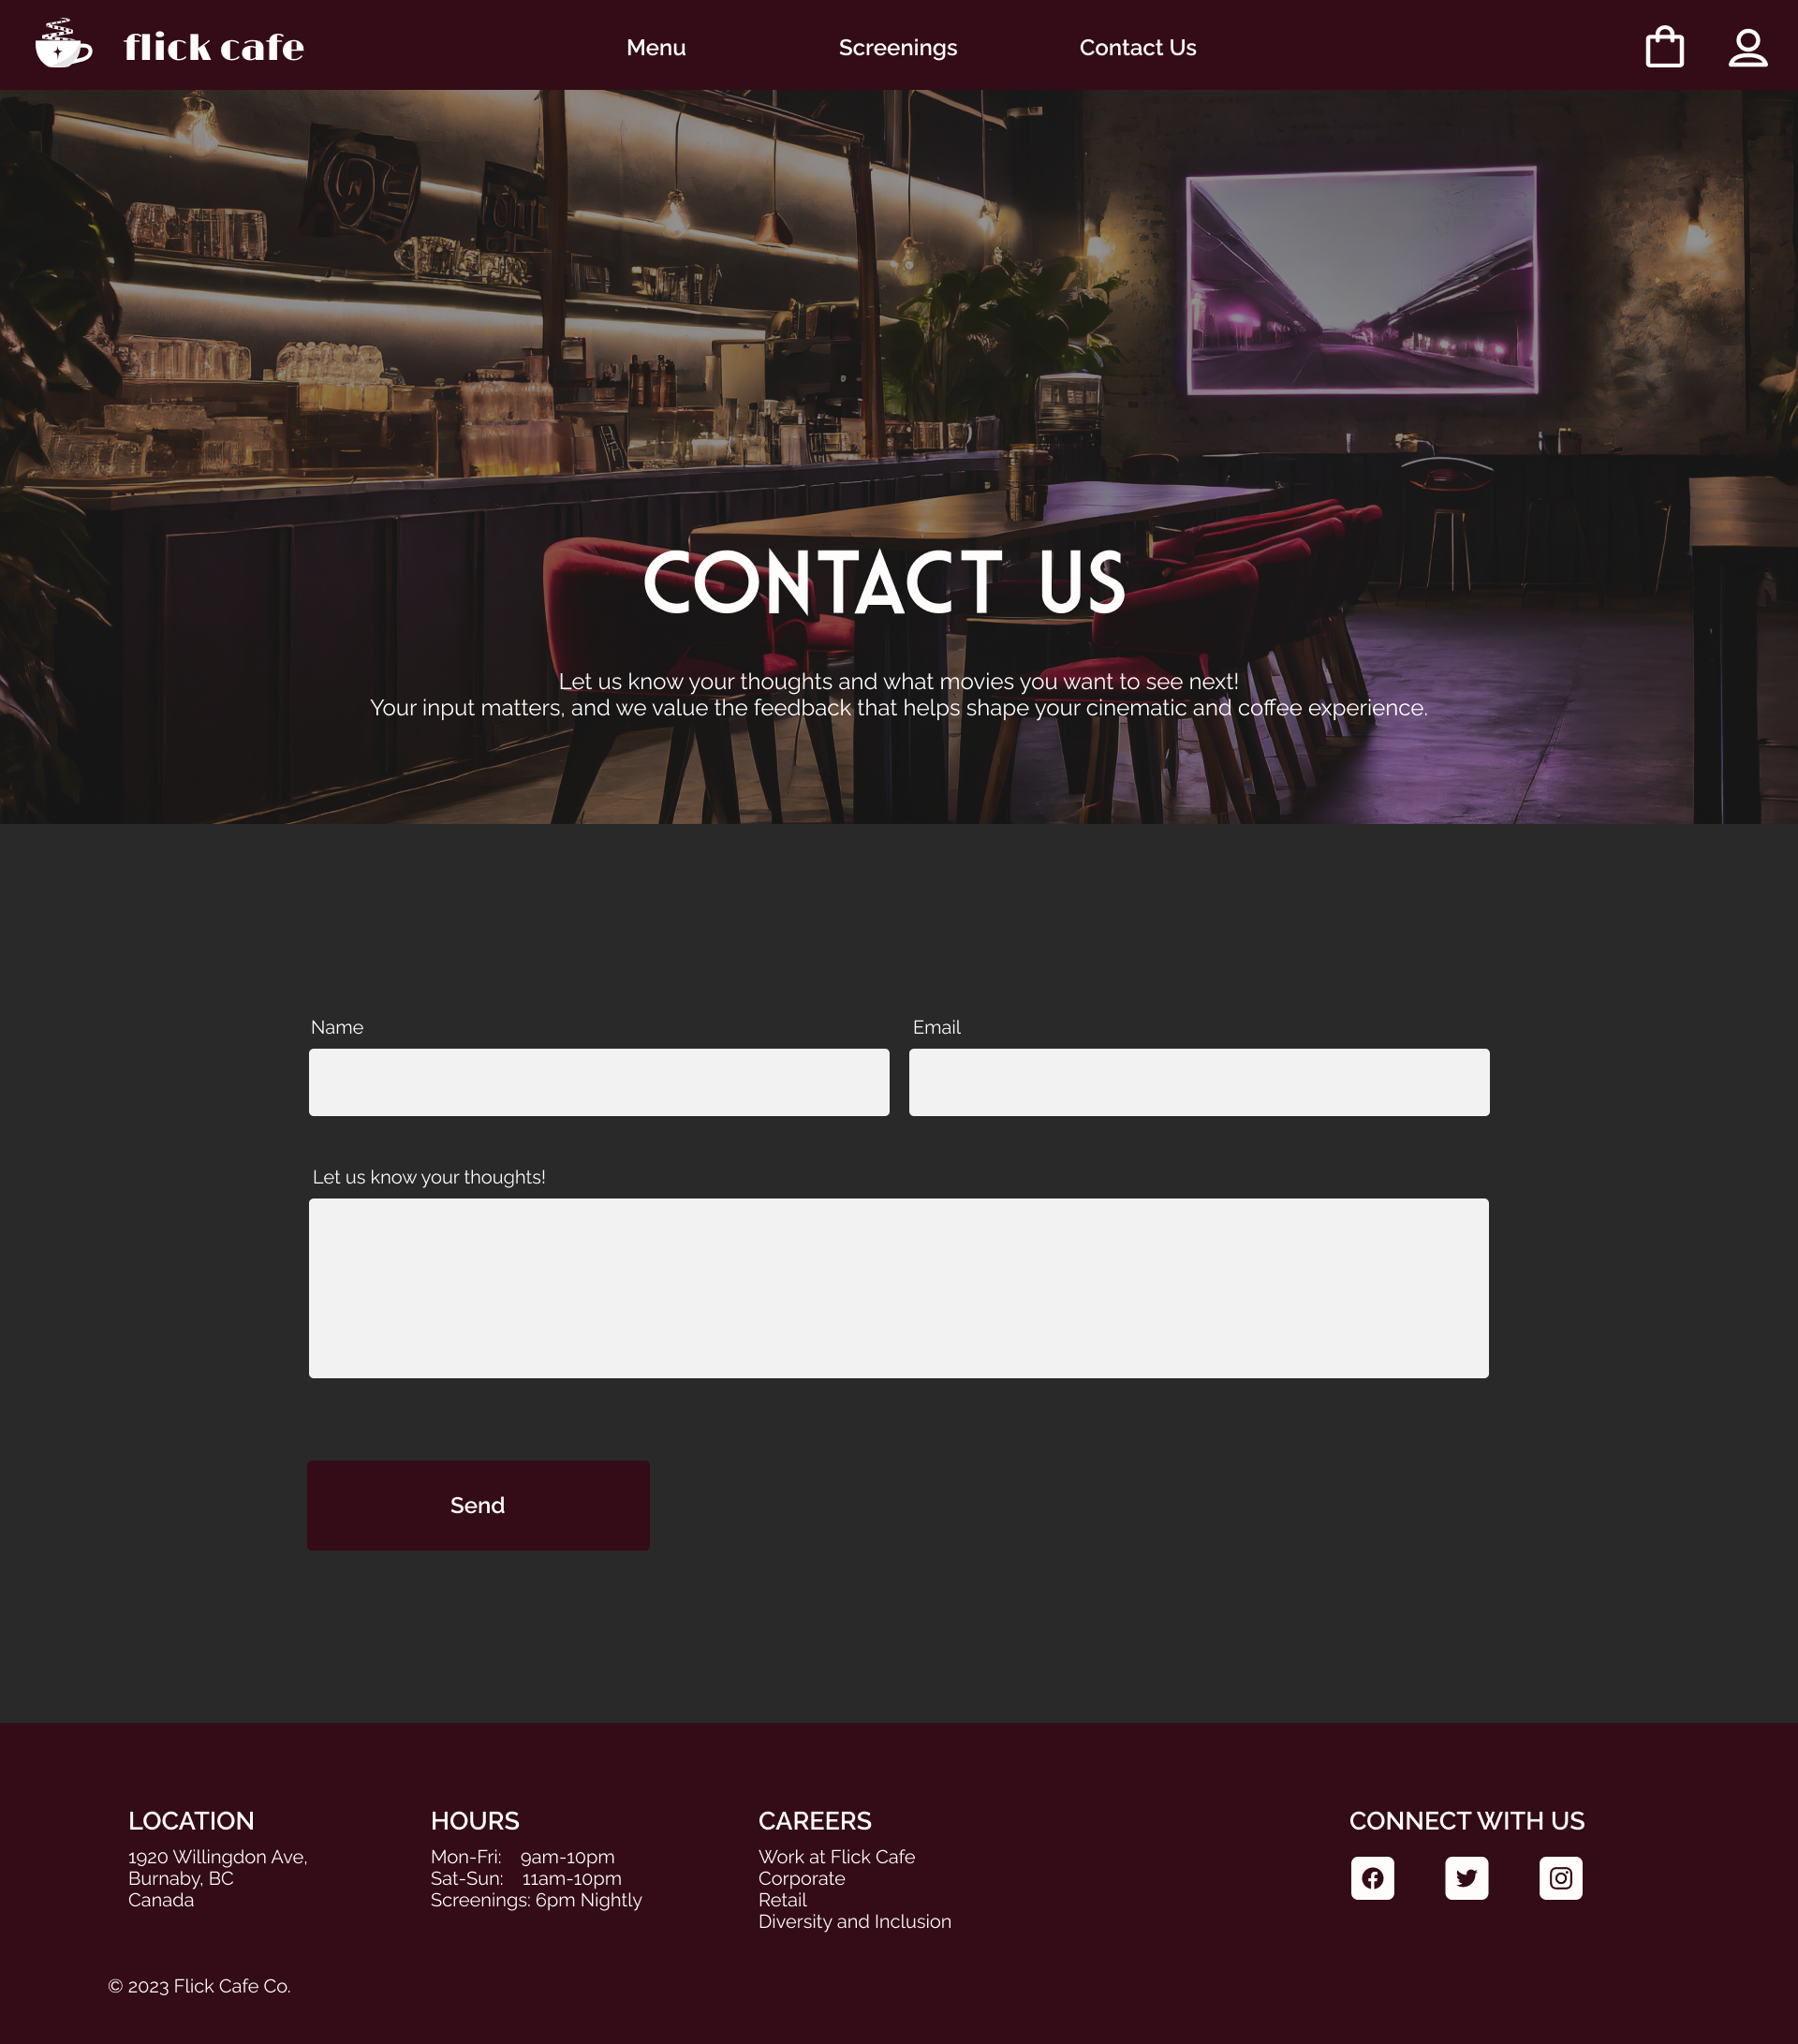 flick cafe
Menu
Screenings
Contact Us
CONTACT US
Let us know your thoughts and what movies you want to see next!
Your input matters, and we value the feedback that helps shape your cinematic and coffee experience.
Name
Email
Let us know your thoughts!
Send
LOCATION
1920 Willingdon Ave,
Burnaby, BC
Canada
HOURS
Mon-Fri: 9am-10pm
Sat-Sun: 11am-10pm
Screenings: 6pm Nightly
CAREERS
Work at Flick Cafe
Corporate
Retail
Diversity and Inclusion
CONNECT WITH US
© 2023 Flick Cafe Co.